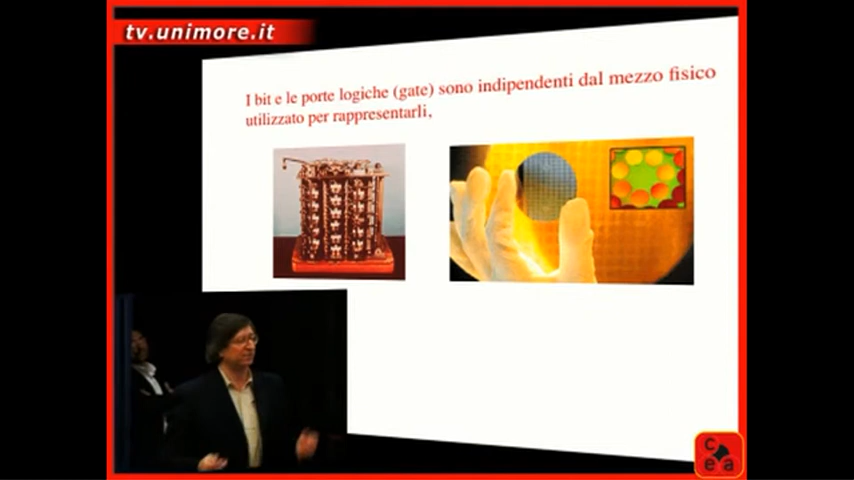 tv.unimore.it
I bit e le porte logiche (gate) sono indipendenti dal mezzo fisico
utilizzato per rappresentarli,
c
e a